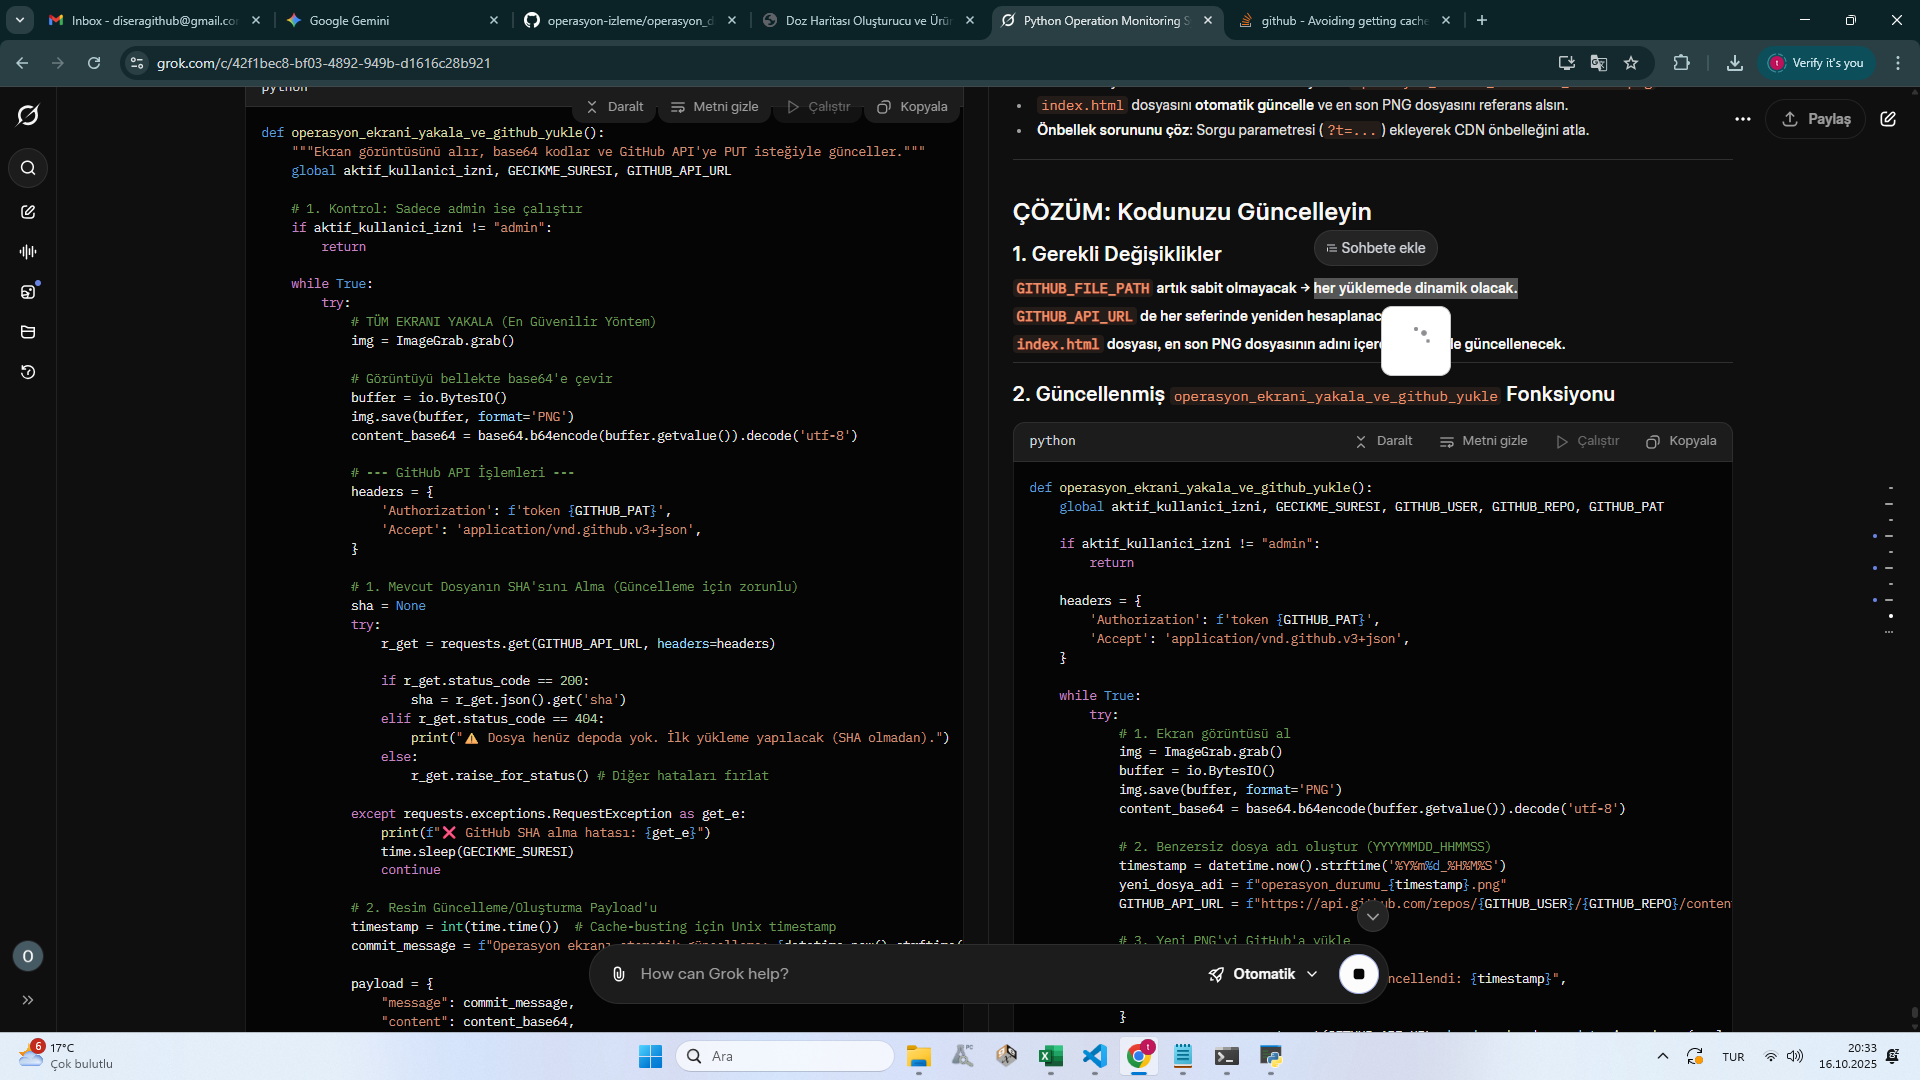 Inbox - diseragithub@gmail.co
Google Gemini
operasyon-izleme/operasyon_d
Doz Haritası Oluşturucu ve Ürün
Python Operation Monitoring S
github - Avoiding getting cache
grok.com/c/42f1bec8-bf03-4892-949b-d1616c28b921
Verify it's you
python
Daralt
Metni gizle
Çalıştır
Kopyala
def operasyon_ekrani_yakala_ve_github_yukle():
"""Ekran görüntüsünü alır, base64 kodlar ve GitHub API'ye PUT isteğiyle günceller."""
global aktif_kullanici_izni, GECIKME_SURESI, GITHUB_API_URL
# 1. Kontrol: Sadece admin ise çalıştır
if aktif_kullanici_izni != "admin":
return
while True:
try:
# TÜM EKRANI YAKALA (En Güvenilir Yöntem)
img = ImageGrab.grab()
# Görüntüyü bellekte base64'e çevir
buffer = io.BytesIO()
img.save(buffer, format='PNG')
content_base64 = base64.b64encode(buffer.getvalue()).decode('utf-8')
# --- GitHub API İşlemleri ---
headers = {
'Authorization': f'token {GITHUB_PAT}',
'Accept': 'application/vnd.github.v3+json',
}
# 1. Mevcut Dosyanın SHA'sını Alma (Güncelleme için zorunlu)
sha = None
try:
r_get = requests.get(GITHUB_API_URL, headers=headers)
if r_get.status_code == 200:
sha = r_get.json().get('sha')
elif r_get.status_code == 404:
print("⚠️ Dosya henüz depoda yok. İlk yükleme yapılacak (SHA olmadan).")
else:
r_get.raise_for_status() # Diğer hataları fırlat
except requests.exceptions.RequestException as get_e:
print(f"❌ GitHub SHA alma hatası: {get_e}")
time.sleep(GECIKME_SURESI)
continue
# 2. Resim Güncelleme/Oluşturma Payload'u
timestamp = int(time.time())  # Cache-busting için Unix timestamp
commit_message = f"Operasyon ekranı otomatik güncelleme: {datetime.now().strftime(
payload = {
"message": commit_message,
"content": content_base64,
index.html dosyasını otomatik güncelle ve en son PNG dosyasını referans alsın.
Önbellek sorununu çöz: Sorgu parametresi ( ?t=... ) ekleyerek CDN önbelleğini atla.
Paylaş
ÇÖZÜM: Kodunuzu Güncelleyin
Sohbete ekle
1. Gerekli Değişiklikler
GITHUB_FILE_PATH artık sabit olmayacak → her yüklemede dinamik olacak.
GITHUB_API_URL de her seferinde yeniden hesaplanac
index.html dosyası, en son PNG dosyasının adını içere le güncellenecek.
2. Güncellenmiş operasyon_ekrani_yakala_ve_github_yukle Fonksiyonu
python
Daralt
Metni gizle
Çalıştır
Kopyala
def operasyon_ekrani_yakala_ve_github_yukle():
global aktif_kullanici_izni, GECIKME_SURESI, GITHUB_USER, GITHUB_REPO, GITHUB_PAT
if aktif_kullanici_izni != "admin":
return
headers = {
'Authorization': f'token {GITHUB_PAT}',
'Accept': 'application/vnd.github.v3+json',
}
while True:
try:
# 1. Ekran görüntüsü al
img = ImageGrab.grab()
buffer = io.BytesIO()
img.save(buffer, format='PNG')
content_base64 = base64.b64encode(buffer.getvalue()).decode('utf-8')
# 2. Benzersiz dosya adı oluştur (YYYYMMDD_HHMMSS)
timestamp = datetime.now().strftime('%Y%m%d_%H%M%S')
yeni_dosya_adi = f"operasyon_durumu_{timestamp}.png"
GITHUB_API_URL = f"https://api.github.com/repos/{GITHUB_USER}/{GITHUB_REPO}/conten
# 3. Yeni PNG'yi GitHub'a yükle
ncellendi: {timestamp}",
}
How can Grok help?
Otomatik
O
6
17°C
Çok bulutlu
Ara
TUR
20:33
16.10.2025